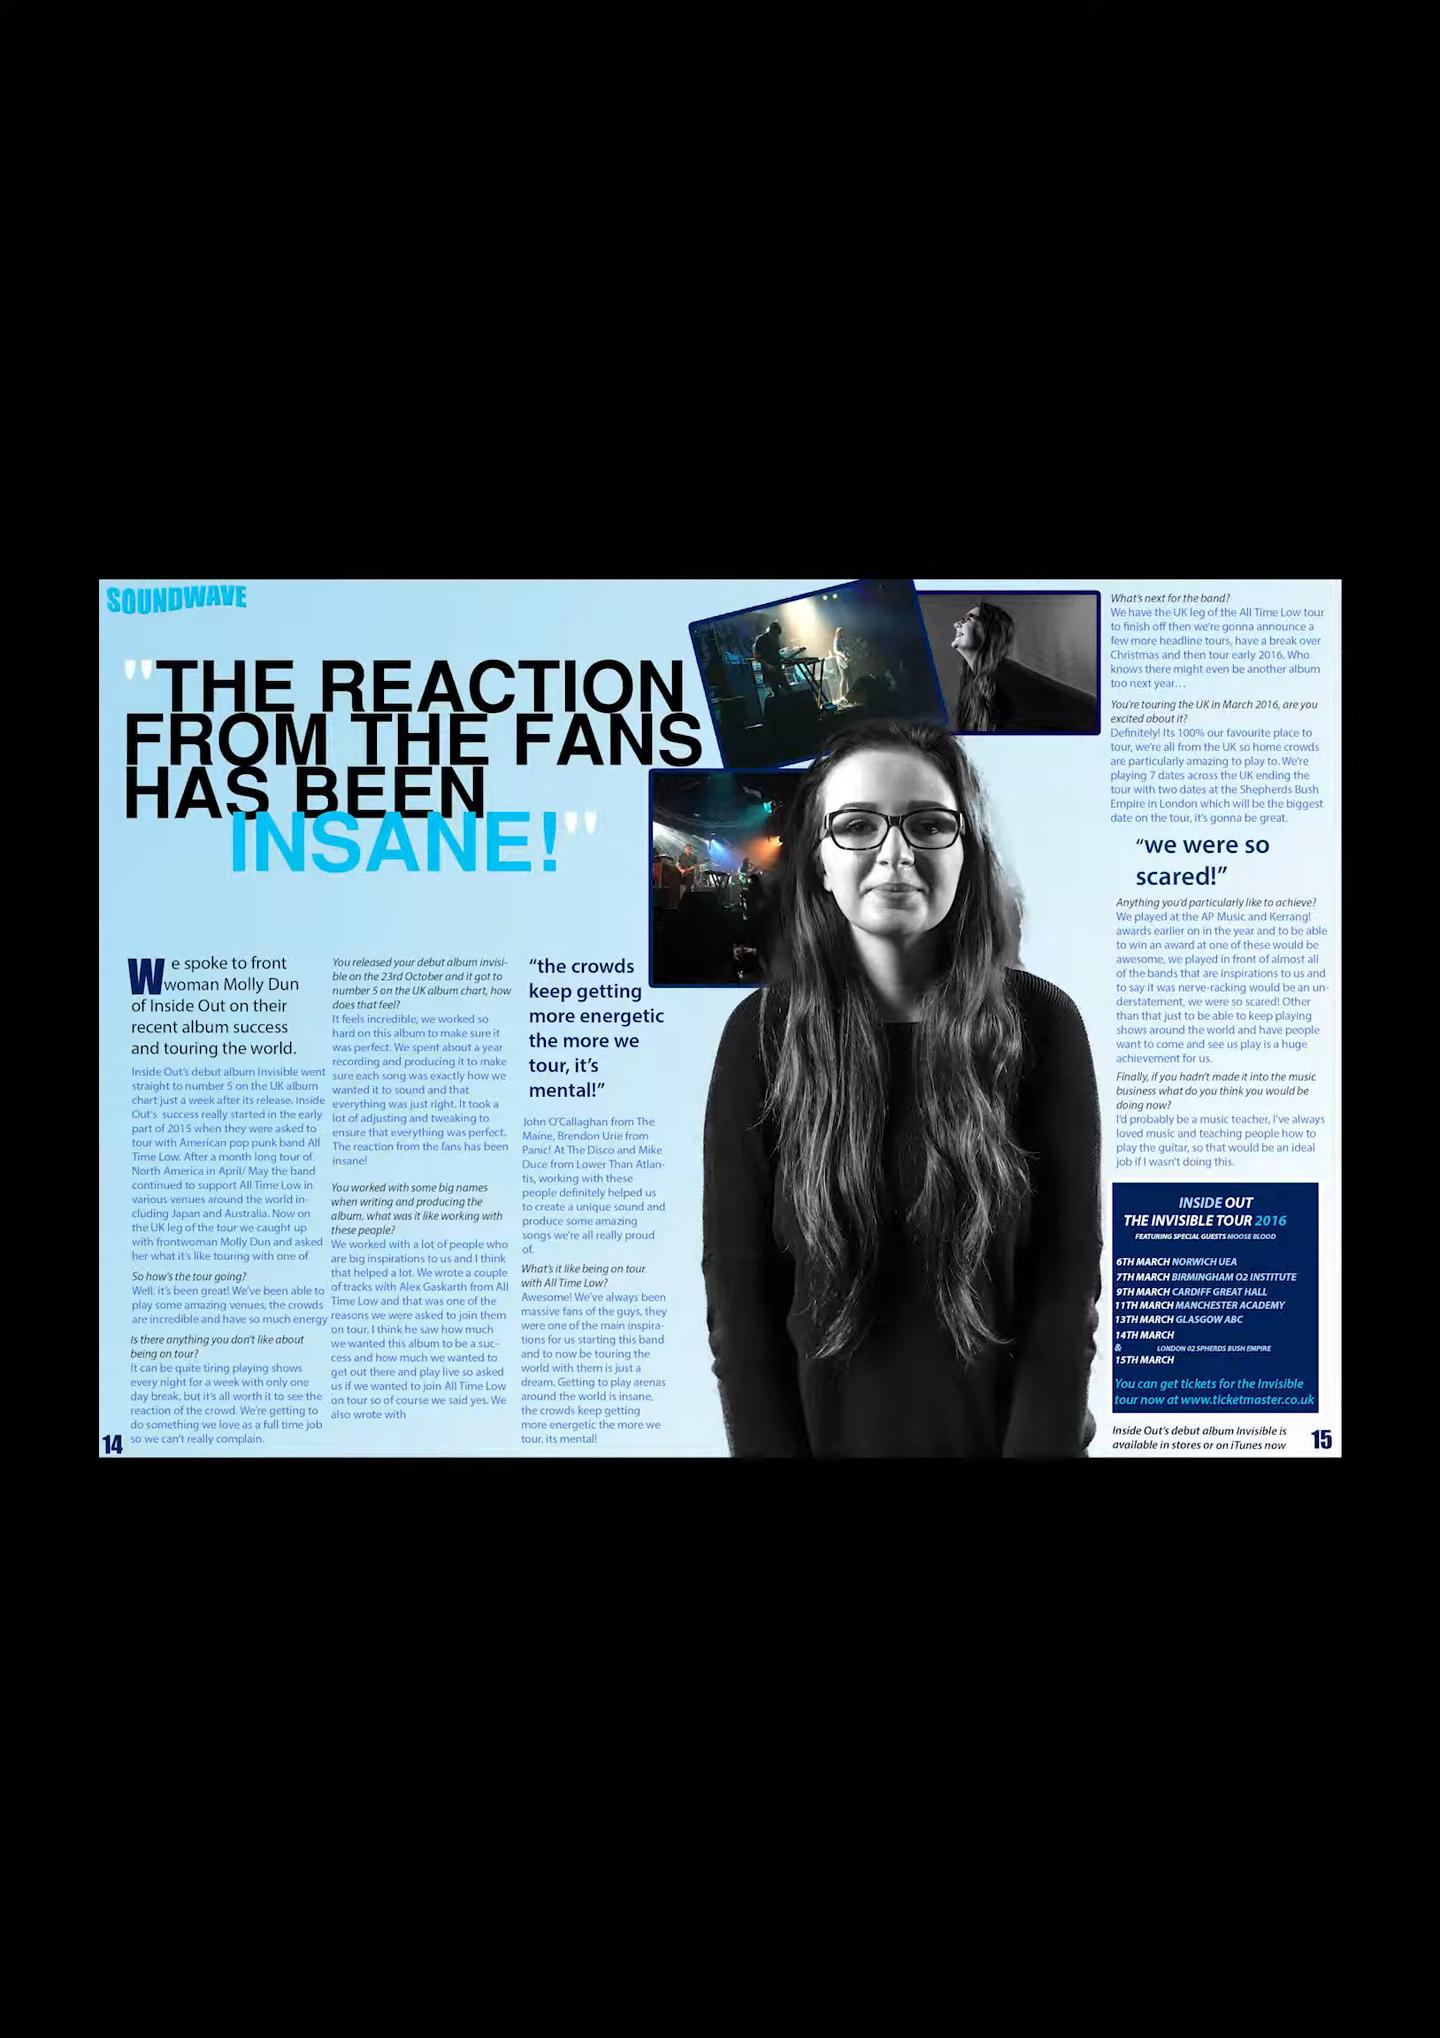 SOUNDWAVE
"THE REACTION
FROM THE FANS
HAS BEEN
INSANE!"
We spoke to front
woman Molly Dun
of Inside Out on their
recent album success
and touring the world.
Inside Out's debut album Invisible went
straight to number 5 on the UK album
chart just a week after its release. Inside
Out's  success really started in the early
part of 2015 when they were asked to
tour with American pop punk band All
Time Low. After a month long tour of
North America in April/ May the band
continued to support All Time Low in
various venues around the world in-
cluding Japan and Australia. Now on
the UK leg of the tour we caught up
with frontwoman Molly Dun and asked
her what it's like touring with one of
So how's the tour going?
Well. it's been great! We've been able to
play some amazing venues, the crowds
are incredible and have so much energy
Is there anything you don't like about
being on tour?
It can be quite tiring playing shows
every night for a week with only one
day break, but it's all worth it to see the
reaction of the crowd. We're getting to
do something we love as a full time job
so we can't really complain.
14
You released your debut album invisi-
ble on the 23rd October and it got to
number 5 on the UK album chart, how
does that feel?
It feels incredible, we worked so
hard on this album to make sure it
was perfect. We spent about a year
recording and producing it to make
sure each song was exactly how we
wanted it to sound and that
everything was just right. It took a
lot of adjusting and tweaking to
ensure that everything was perfect.
The reaction from the fans has been
insane!
You worked with some big names
when writing and producing the
album, what was it like working with
these people?
We worked with a lot of people who
are big inspirations to us and I think
that helped a lot. We wrote a couple
of tracks with Alex Gaskarth from All
Time Low and that was one of the
reasons we were asked to join them
on tour, I think he saw how much
we wanted this album to be a suc-
cess and how much we wanted to
get out there and play live so asked
us if we wanted to join All Time Low
on tour so of course we said yes. We
also wrote with
"the crowds
keep getting
more energetic
the more we
tour, it's
mental!"
John O'Callaghan from The
Maine, Brendon Urie from
Panic! At The Disco and Mike
Duce from Lower Than Atlan-
tis, working with these
people definitely helped us
to create a unique sound and
produce some amazing
songs we're all really proud
of.
What's it like being on tour
with All Time Low?
Awesome! We've always been
massive fans of the guys, they
were one of the main inspira-
tions for us starting this band
and to now be touring the
world with them is just a
dream. Getting to play arenas
around the world is insane,
the crowds keep getting
more energetic the more we
tour, its mental!
What's next for the band?
We have the UK leg of the All Time Low tour
to finish off then we're gonna announce a
few more headline tours, have a break over
Christmas and then tour early 2016. Who
knows there might even be another album
too next year…
You're touring the UK in March 2016, are you
excited about it?
Definitely! Its 100% our favourite place to
tour, we're all from the UK so home crowds
are particularly amazing to play to. We're
playing 7 dates across the UK ending the
tour with two dates at the Shepherds Bush
Empire in London which will be the biggest
date on the tour, it's gonna be great.
"we were so
scared!"
Anything you'd particularly like to achieve?
We played at the AP Music and Kerrang!
awards earlier on in the year and to be able
to win an award at one of these would be
awesome, we played in front of almost all
of the bands that are inspirations to us and
to say it was nerve-racking would be an un-
derstatement, we were so scared! Other
than that just to be able to keep playing
shows around the world and have people
want to come and see us play is a huge
achievement for us.
Finally, if you hadn't made it into the music
business what do you think you would be
doing now?
I'd probably be a music teacher, I've always
loved music and teaching people how to
play the guitar, so that would be an ideal
job if I wasn't doing this.
INSIDE OUT
THE INVISIBLE TOUR 2016
FEATURING SPECIAL GUESTS MOOSE BLOOD
6TH MARCH NORWICH UEA
7TH MARCH BIRMINGHAM O2 INSTITUTE
9TH MARCH CARDIFF GREAT HALL
11TH MARCH MANCHESTER ACADEMY
13TH MARCH GLASGOW ABC
14TH MARCH
& LONDON O2 SPHERDS BUSH EMPIRE
15TH MARCH
You can get tickets for the Invisible
tour now at www.ticketmaster.co.uk
Inside Out's debut album Invisible is
available in stores or on iTunes now
15